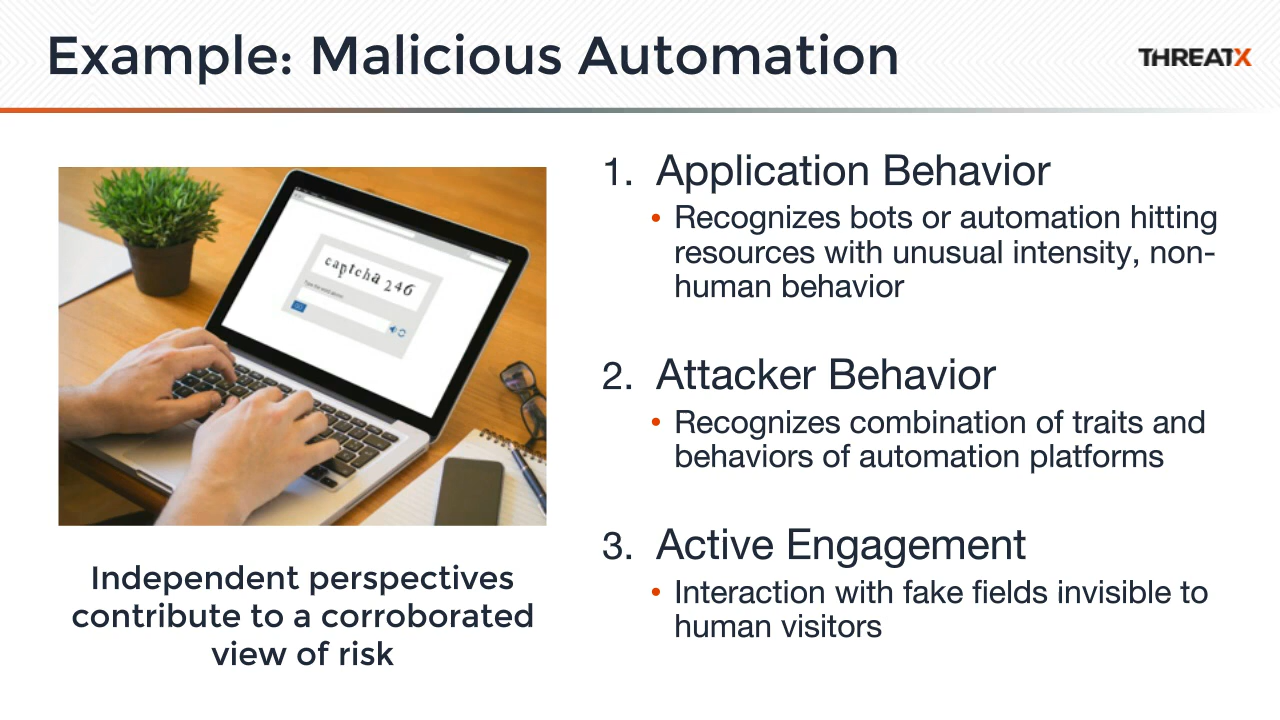 Example: Malicious Automation
THREATX
captcha 246
Independent perspectives
contribute to a corroborated
view of risk
1. Application Behavior
• Recognizes bots or automation hitting
resources with unusual intensity, non-
human behavior
2. Attacker Behavior
• Recognizes combination of traits and
behaviors of automation platforms
3. Active Engagement
• Interaction with fake fields invisible to
human visitors